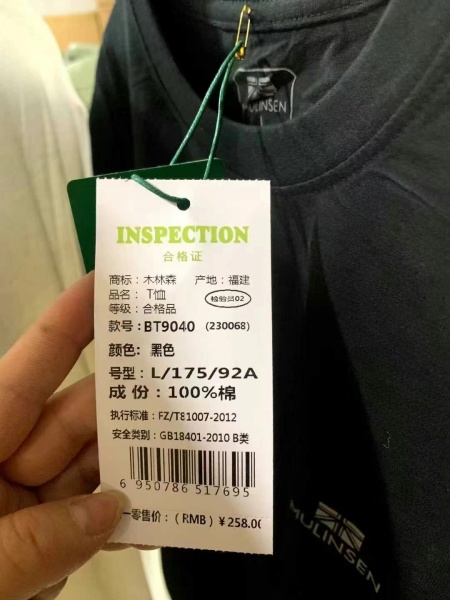 MULINSEN
INSPECTION
合格证
商标：木林森 产地：福建
品名：T恤 检验员02
等级：合格品
款号：BT9040 (230068)
颜色：黑色
号型：L/175/92A
成份：100%棉
执行标准：FZ/T81007-2012
安全类别：GB18401-2010 B类
6 950786 517695
一零售价：（RMB）￥258.00
MULINSEN